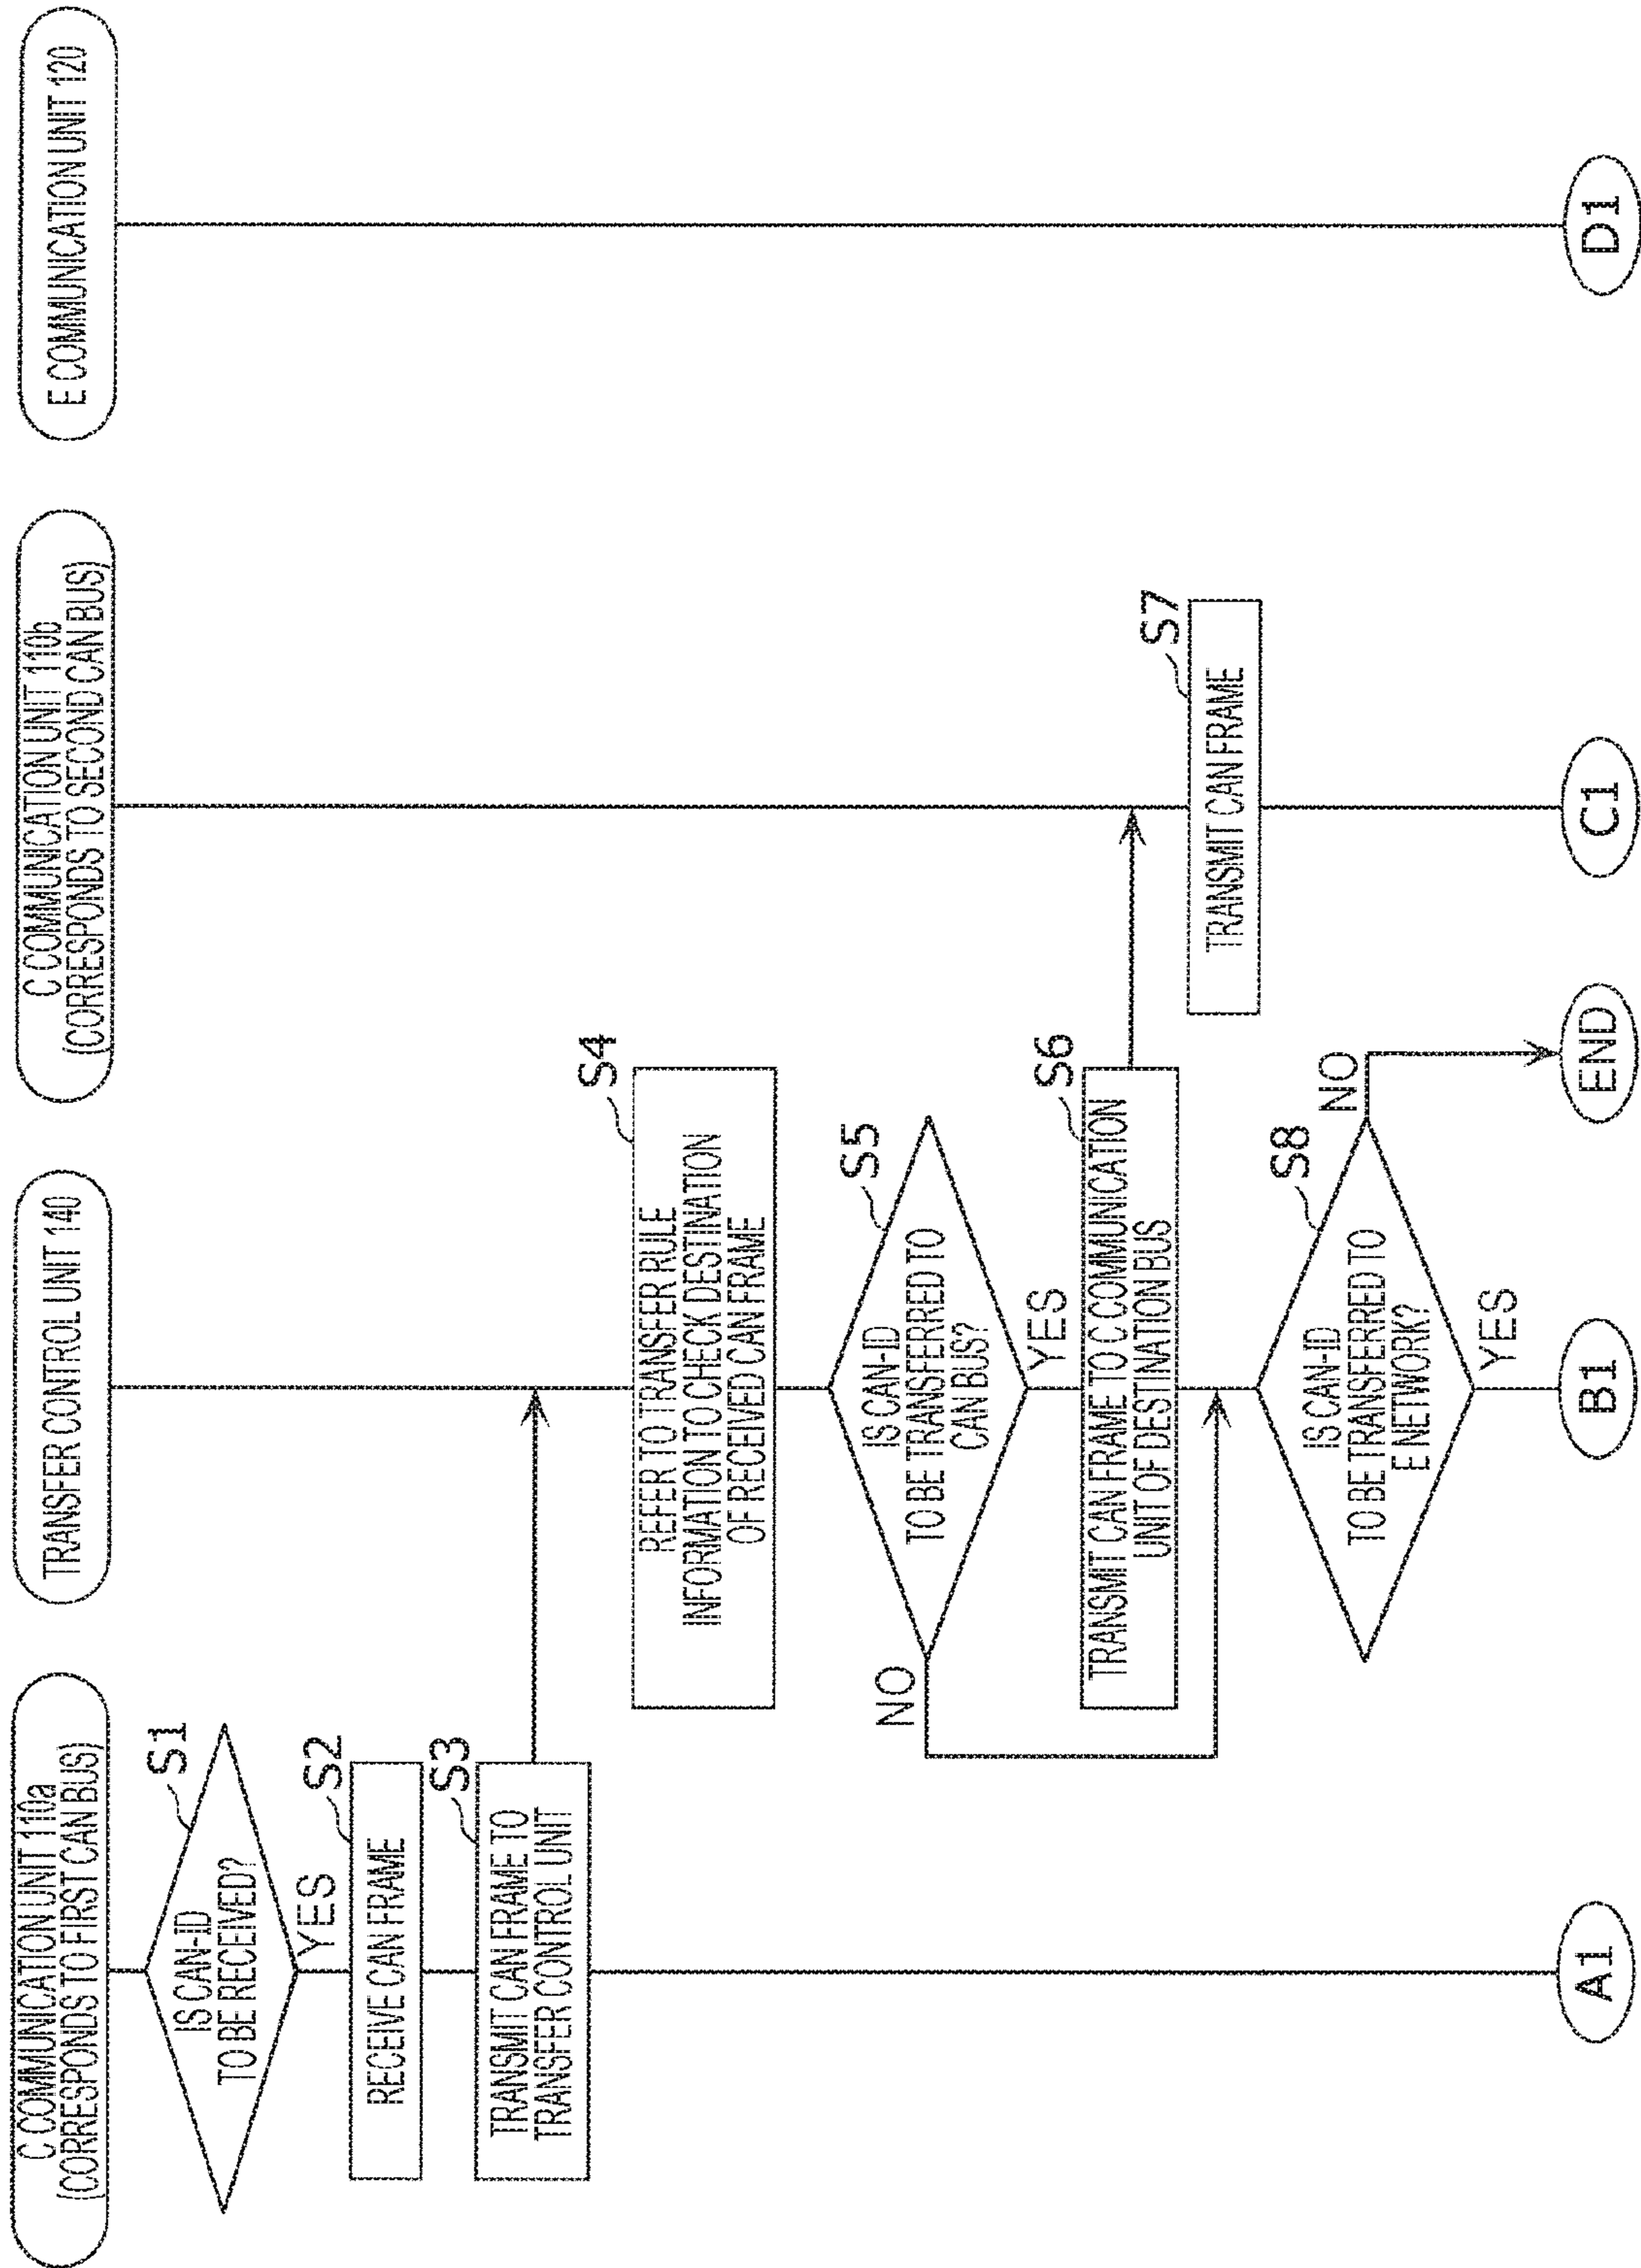 C COMMUNICATION UNIT 110a
(CORRESPONDS TO FIRST CAN BUS)
TRANSFER CONTROL UNIT 140
C COMMUNICATION UNIT 110b
(CORRESPONDS TO SECOND CAN BUS)
E COMMUNICATION UNIT 120
S1
IS CAN-ID
TO BE RECEIVED?
YES
S2
RECEIVE CAN FRAME
S3
TRANSMIT CAN FRAME TO
TRANSFER CONTROL UNIT
S4
REFER TO TRANSFER RULE
INFORMATION TO CHECK DESTINATION
OF RECEIVED CAN FRAME
S5
IS CAN-ID
TO BE TRANSFERRED TO
CAN BUS?
NO
YES
S6
TRANSMIT CAN FRAME TO C COMMUNICATION
UNIT OF DESTINATION BUS
S7
TRANSMIT CAN FRAME
S8
IS CAN-ID
TO BE TRANSFERRED TO
E NETWORK?
NO
YES
A1
B1
END
C1
D1